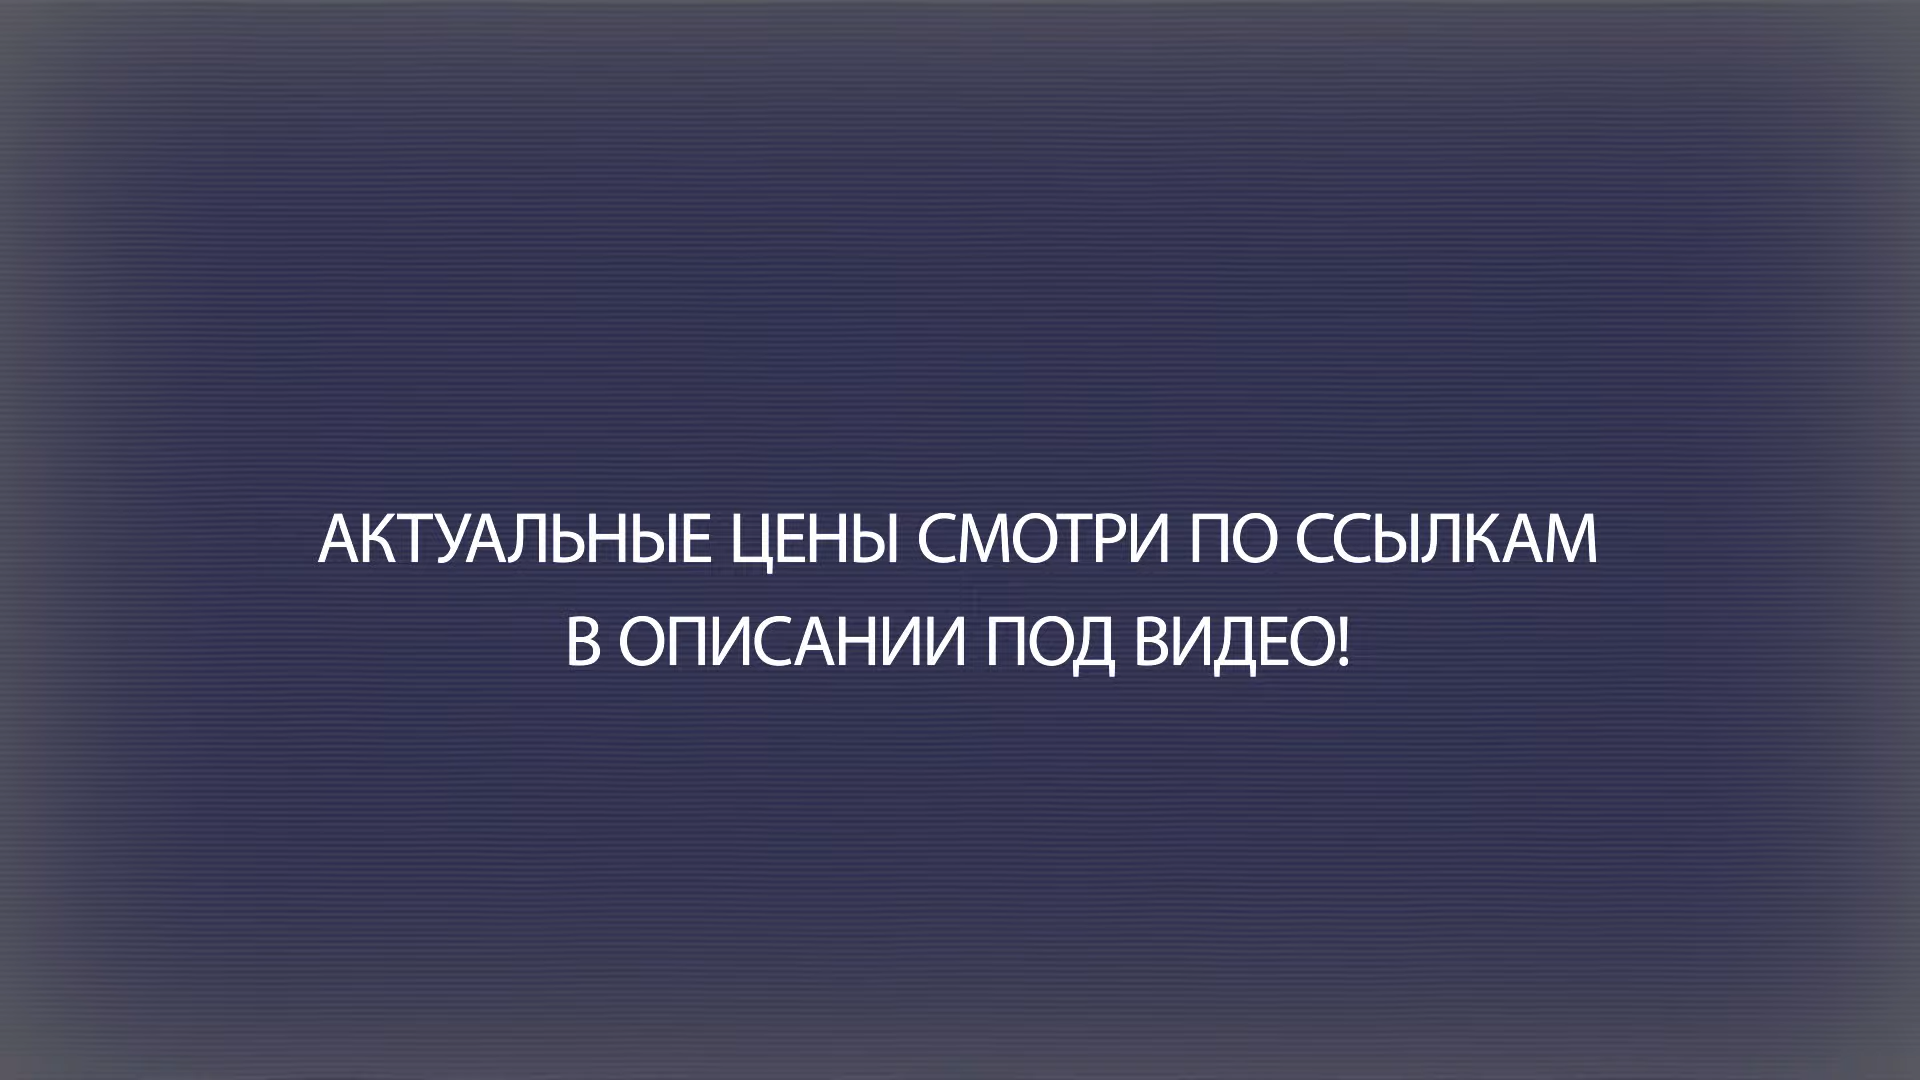 АКТУАЛЬНЫЕ ЦЕНЫ СМОТРИ ПО ССЫЛКАМ
В ОПИСАНИИ ПОД ВИДЕО!